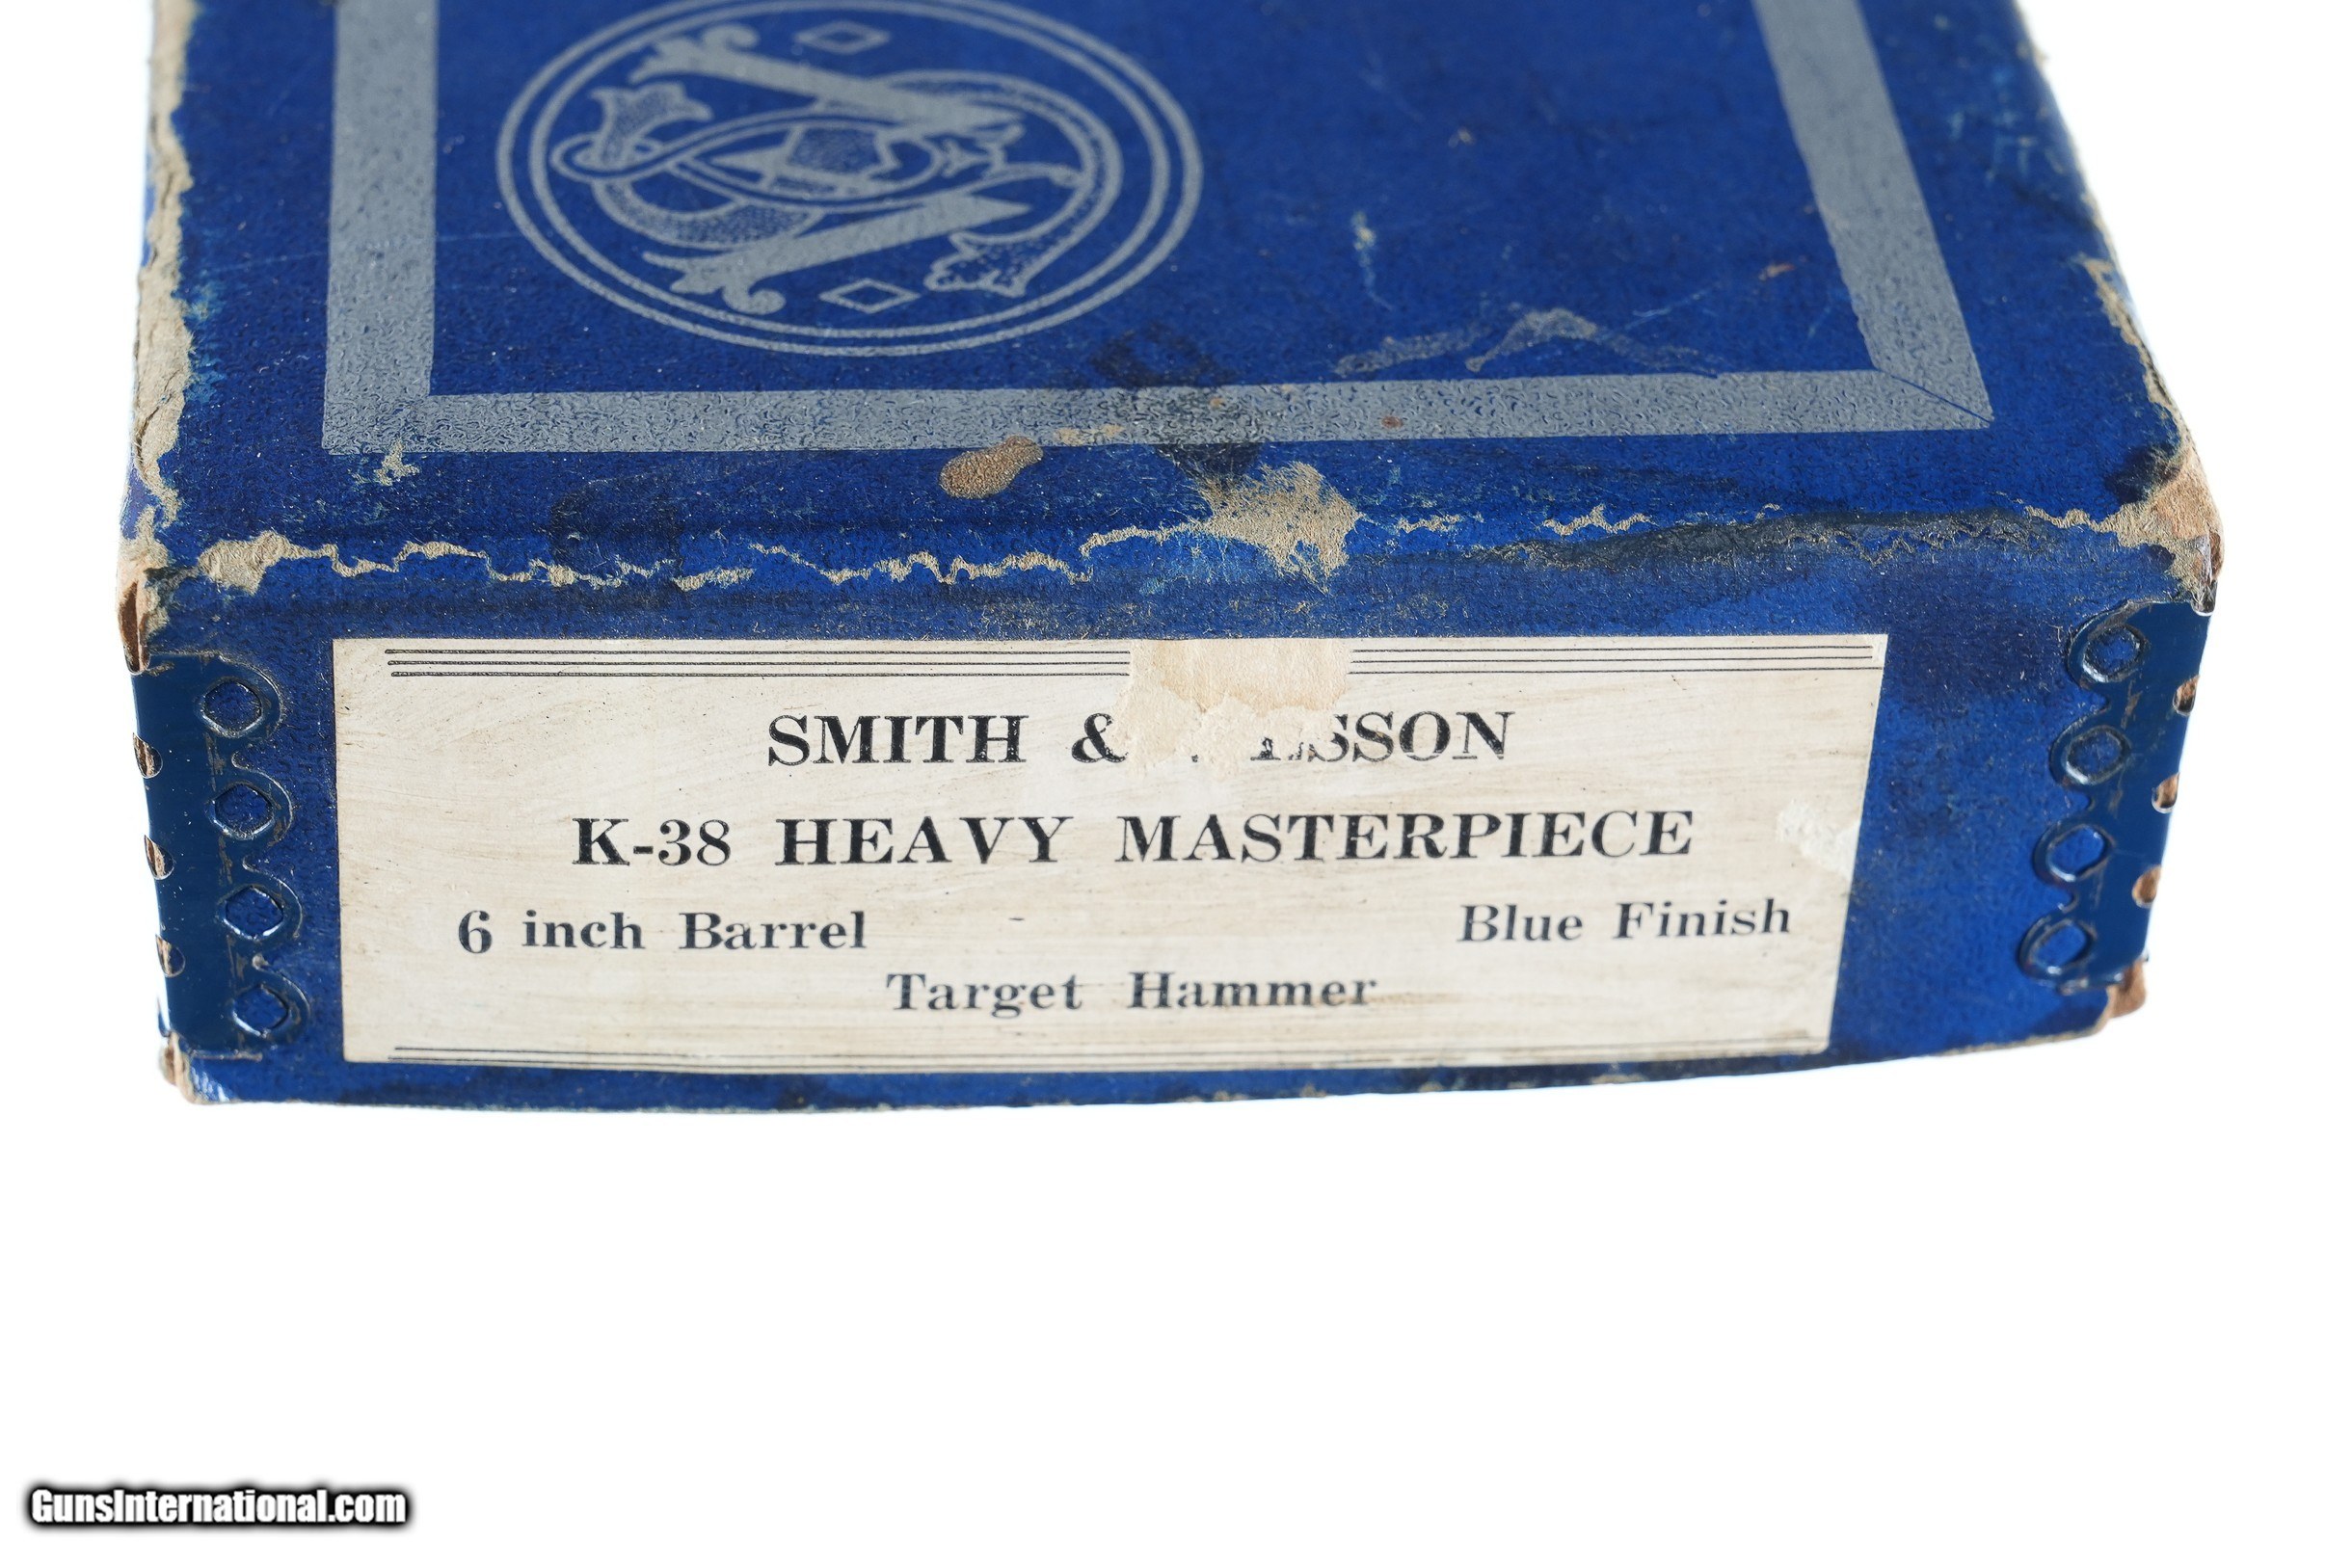 SMITH &
K-38 HEAVY MASTERPIECE
6 inch Barrel Blue Finish
Target Hammer
GunsInternational.com